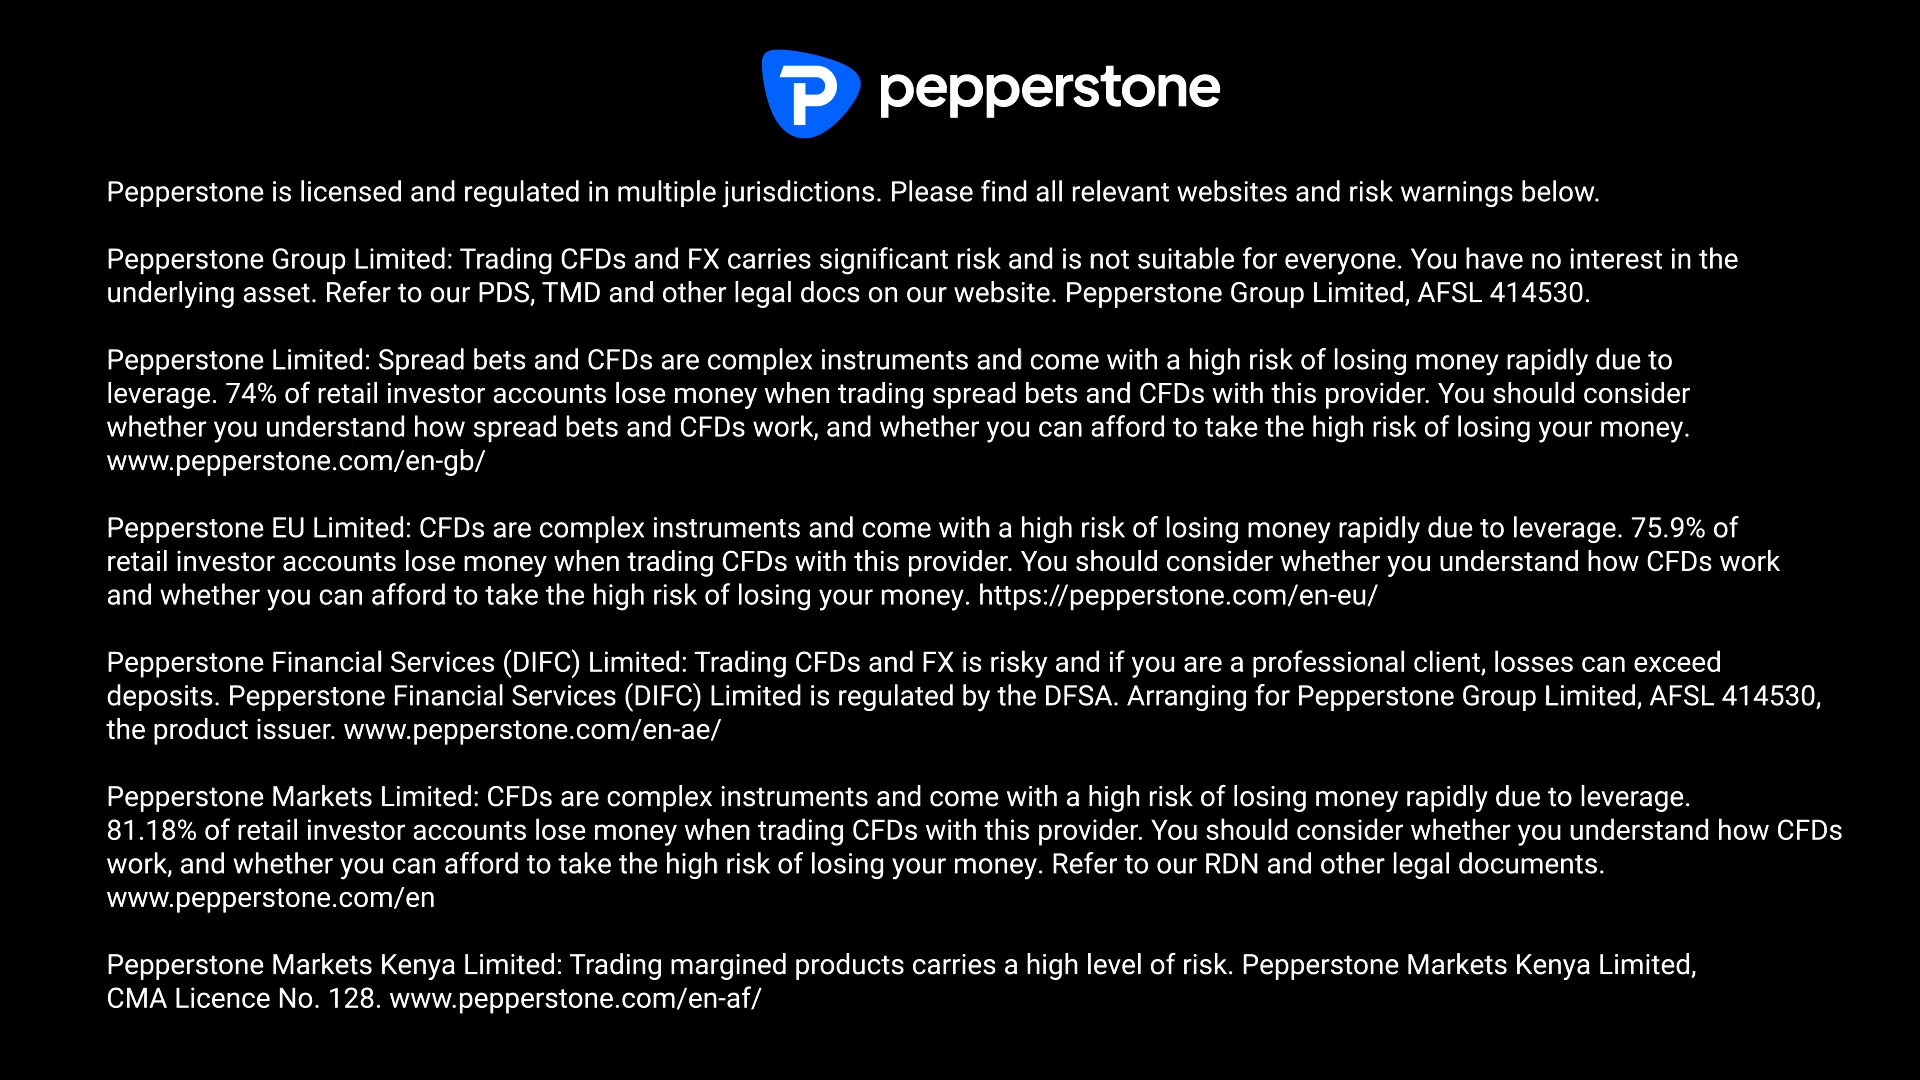 pepperstone
Pepperstone is licensed and regulated in multiple jurisdictions. Please find all relevant websites and risk warnings below.
Pepperstone Group Limited: Trading CFDs and FX carries significant risk and is not suitable for everyone. You have no interest in the
underlying asset. Refer to our PDS, TMD and other legal docs on our website. Pepperstone Group Limited, AFSL 414530.
Pepperstone Limited: Spread bets and CFDs are complex instruments and come with a high risk of losing money rapidly due to
leverage. 74% of retail investor accounts lose money when trading spread bets and CFDs with this provider. You should consider
whether you understand how spread bets and CFDs work, and whether you can afford to take the high risk of losing your money.
www.pepperstone.com/en-gb/
Pepperstone EU Limited: CFDs are complex instruments and come with a high risk of losing money rapidly due to leverage. 75.9% of
retail investor accounts lose money when trading CFDs with this provider. You should consider whether you understand how CFDs work
and whether you can afford to take the high risk of losing your money. https://pepperstone.com/en-eu/
Pepperstone Financial Services (DIFC) Limited: Trading CFDs and FX is risky and if you are a professional client, losses can exceed
deposits. Pepperstone Financial Services (DIFC) Limited is regulated by the DFSA. Arranging for Pepperstone Group Limited, AFSL 414530,
the product issuer. www.pepperstone.com/en-ae/
Pepperstone Markets Limited: CFDs are complex instruments and come with a high risk of losing money rapidly due to leverage.
81.18% of retail investor accounts lose money when trading CFDs with this provider. You should consider whether you understand how CFDs
work, and whether you can afford to take the high risk of losing your money. Refer to our RDN and other legal documents.
www.pepperstone.com/en
Pepperstone Markets Kenya Limited: Trading margined products carries a high level of risk. Pepperstone Markets Kenya Limited,
CMA Licence No. 128. www.pepperstone.com/en-af/